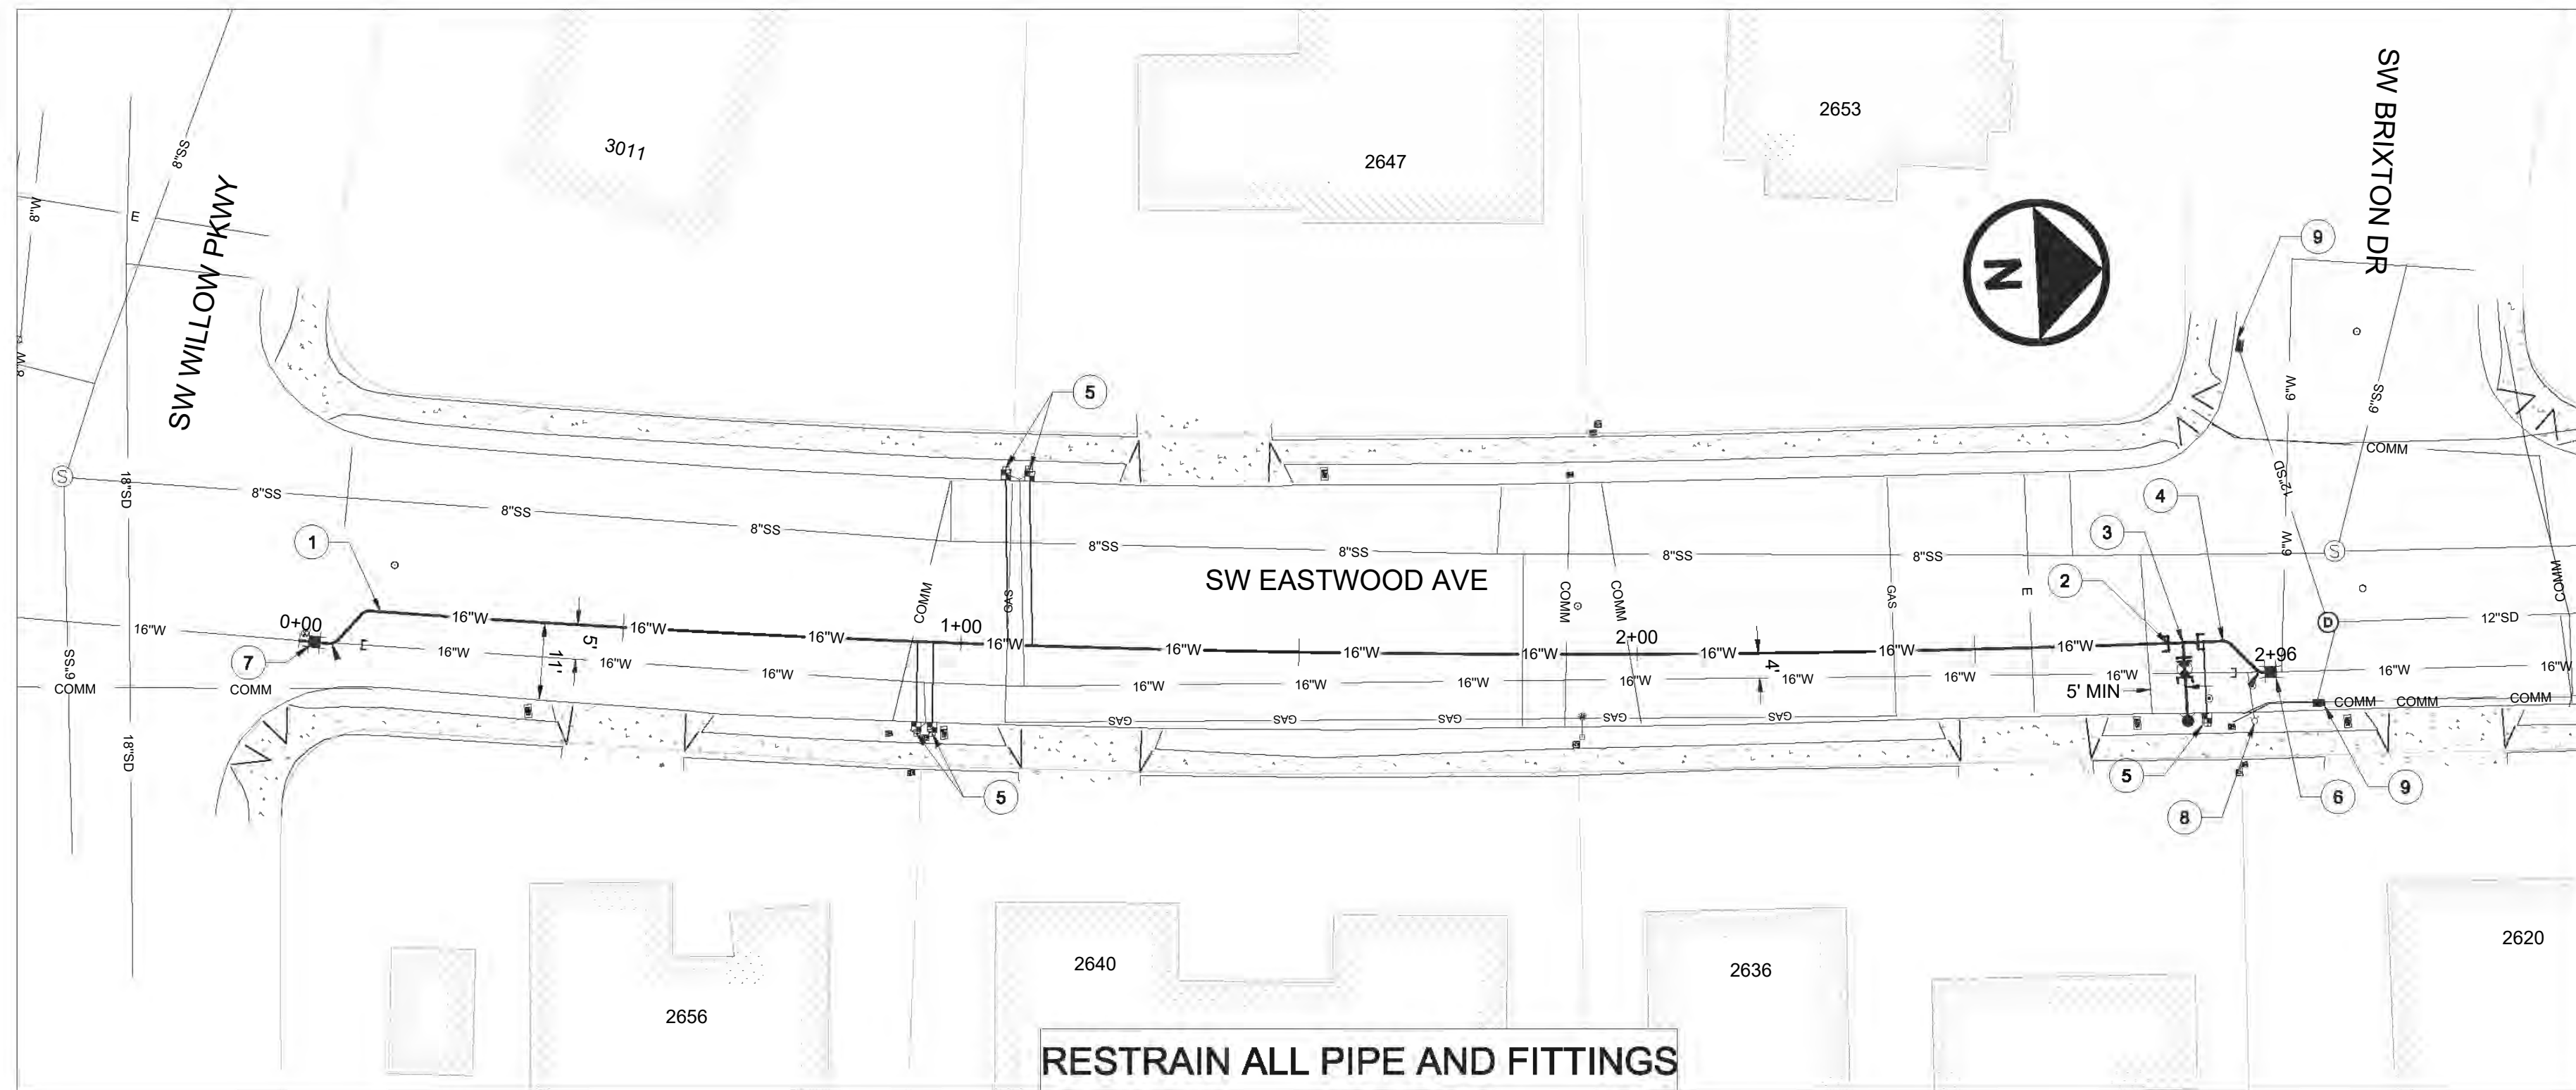 SW WILLOW PKWY
SW BRIXTON DR
SW EASTWOOD AVE
N
3011
2647
2653
2656
2640
2636
2620
8"SS
8"W
E
8"W
18"SD
8"SS
8"SS
8"SS
8"SS
8"SS
8"SS
8"SS
6"SS
18"SD
COMM
COMM
16"W
0+00
1
7
E
5'
11'
16"W
16"W
16"W
1+00
16"W
16"W
16"W
16"W
2+00
16"W
16"W
16"W
16"W
16"W
16"W
16"W
16"W
16"W
16"W
16"W
16"W
16"W
16"W
COMM
GAS
5
5
COMM
COMM
4'
GAS
E
GAS
GAS
GAS
GAS
GAS
2
3
4
5' MIN
2+96
5
8
6
9
9
6"W
6"SS
6"W
12"SD
COMM
S
S
D
12"SD
COMM
COMM
COMM
COMM
RESTRAIN ALL PIPE AND FITTINGS